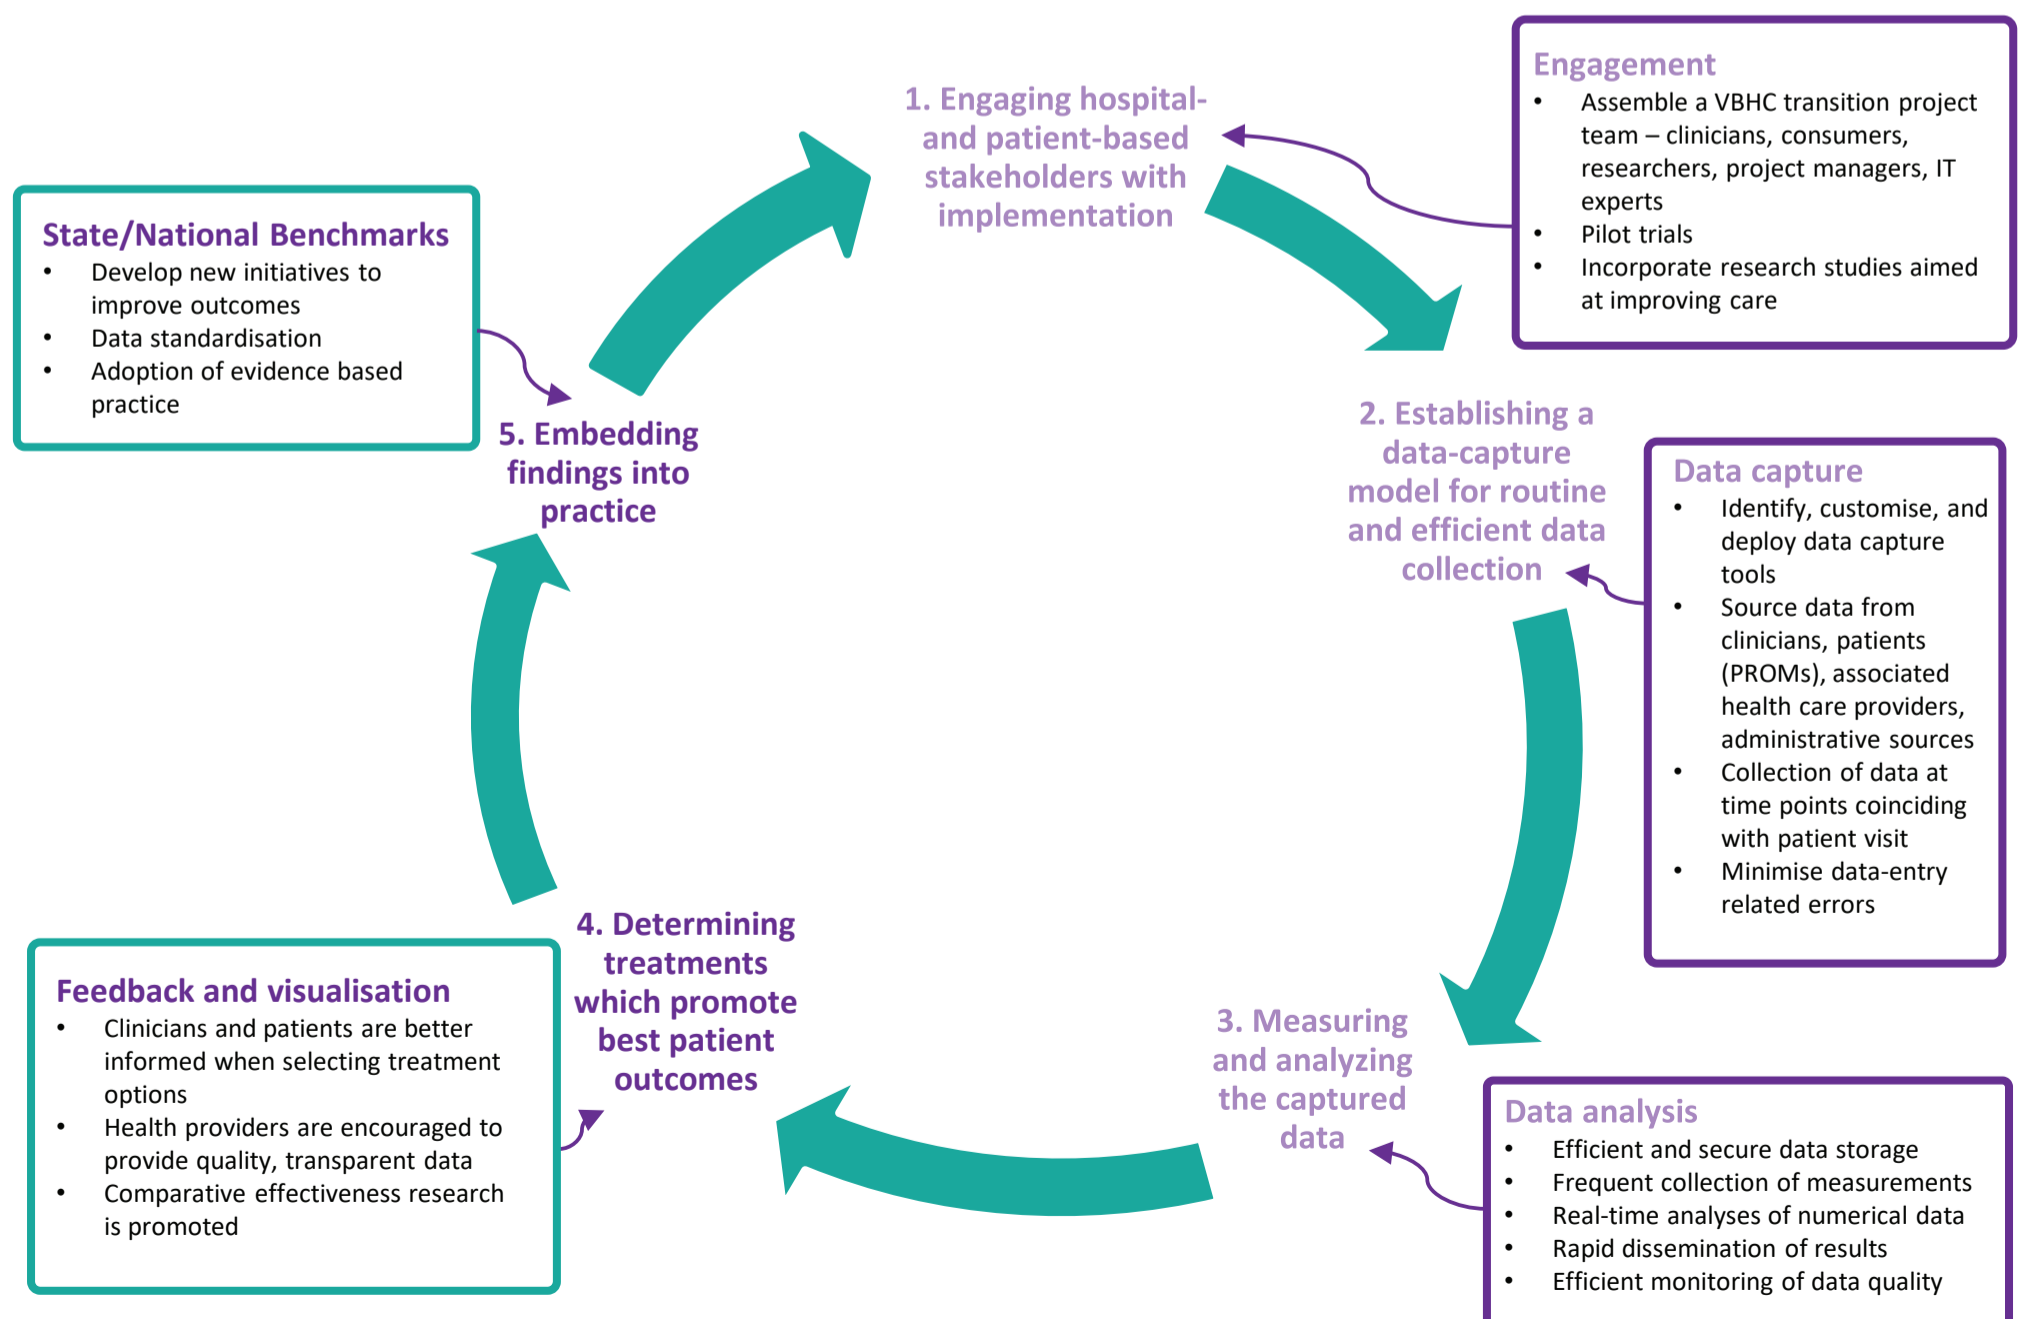 1. Engaging hospital-
and patient-based
stakeholders with
implementation
Engagement
• Assemble a VBHC transition project
team – clinicians, consumers,
researchers, project managers, IT
experts
• Pilot trials
• Incorporate research studies aimed
at improving care
2. Establishing a
data-capture
model for routine
and efficient data
collection
Data capture
• Identify, customise, and
deploy data capture
tools
• Source data from
clinicians, patients
(PROMs), associated
health care providers,
administrative sources
• Collection of data at
time points coinciding
with patient visit
• Minimise data-entry
related errors
3. Measuring
and analyzing
the captured
data
Data analysis
• Efficient and secure data storage
• Frequent collection of measurements
• Real-time analyses of numerical data
• Rapid dissemination of results
• Efficient monitoring of data quality
4. Determining
treatments
which promote
best patient
outcomes
Feedback and visualisation
• Clinicians and patients are better
informed when selecting treatment
options
• Health providers are encouraged to
provide quality, transparent data
• Comparative effectiveness research
is promoted
5. Embedding
findings into
practice
State/National Benchmarks
• Develop new initiatives to
improve outcomes
• Data standardisation
• Adoption of evidence based
practice